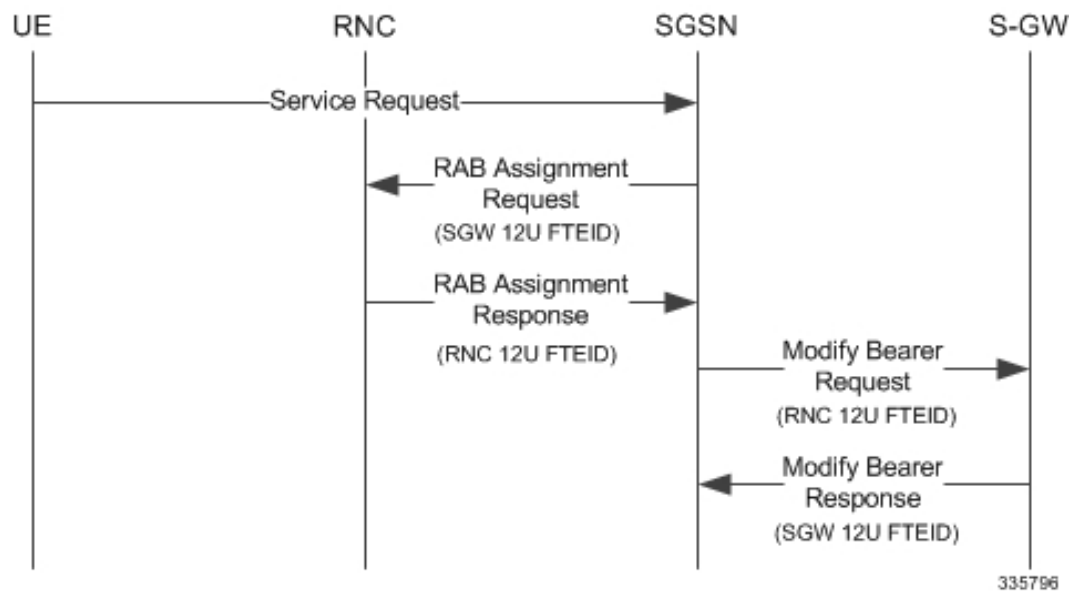 UE RNC SGSN S-GW
Service Request
RAB Assignment
Request
(SGW 12U FTEID)
RAB Assignment
Response
(RNC 12U FTEID)
Modify Bearer
Request
(RNC 12U FTEID)
Modify Bearer
Response
(SGW 12U FTEID)
335796